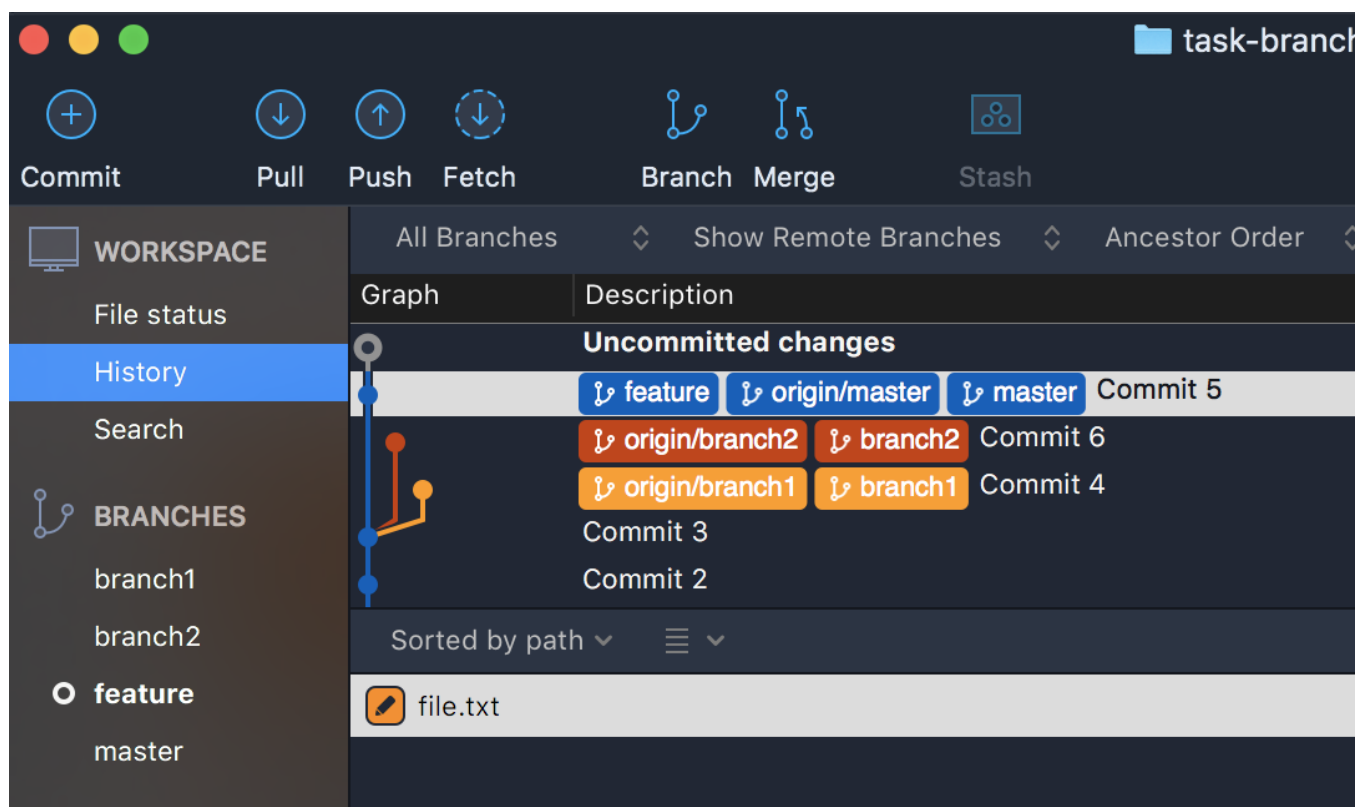 task-branch
Commit Pull Push Fetch Branch Merge Stash
WORKSPACE
File status
History
Search
BRANCHES
branch1
branch2
feature
master
All Branches Show Remote Branches Ancestor Order
Graph Description
Uncommitted changes
feature origin/master master Commit 5
origin/branch2 branch2 Commit 6
origin/branch1 branch1 Commit 4
Commit 3
Commit 2
Sorted by path
file.txt